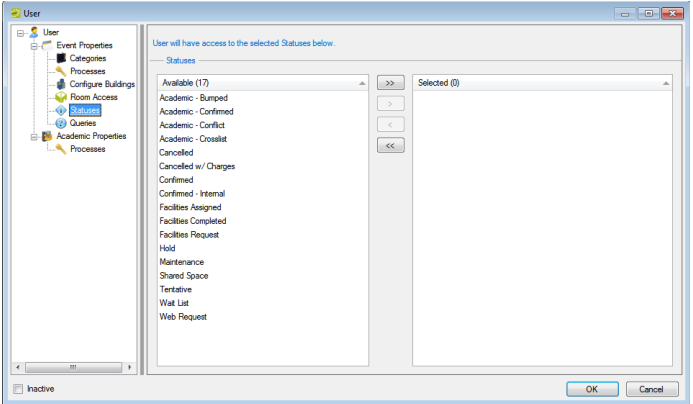 User
User
Event Properties
Categories
Processes
Configure Buildings
Room Access
Statuses
Queries
Academic Properties
Processes
User will have access to the selected Statuses below.
Statuses
Available (17)
Academic - Bumped
Academic - Confirmed
Academic - Conflict
Academic - Crosslist
Cancelled
Cancelled w/ Charges
Confirmed
Confirmed - Internal
Facilities Assigned
Facilities Completed
Facilities Request
Hold
Maintenance
Shared Space
Tentative
Wait List
Web Request
>>
>
<
<<
Selected (0)
Inactive
OK
Cancel